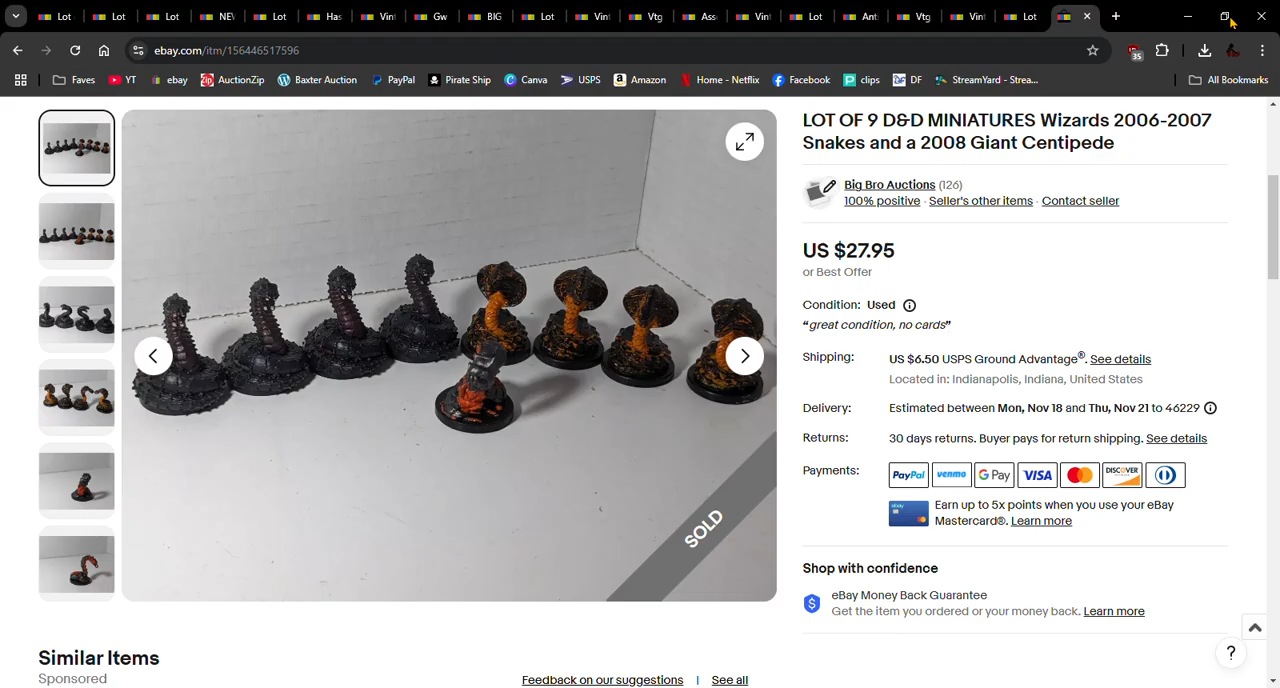 Lot
Lot
Lot
NEV
Lot
Has
Vint
Gw
BIG
Lot
Vint
Vtg
Ass
Vint
Lot
Anti
Vtg
Vint
Lot
ebay.com/itm/156446517596
35
Faves
YT
ebay
AuctionZip
Baxter Auction
PayPal
Pirate Ship
Canva
USPS
Amazon
Home - Netflix
Facebook
clips
DF
StreamYard - Strea...
All Bookmarks
LOT OF 9 D&D MINIATURES Wizards 2006-2007
Snakes and a 2008 Giant Centipede
Big Bro Auctions (126)
100% positive · Seller's other items · Contact seller
US $27.95
or Best Offer
Condition: Used
“great condition, no cards”
Shipping: US $6.50 USPS Ground Advantage®. See details
Located in: Indianapolis, Indiana, United States
Delivery: Estimated between Mon, Nov 18 and Thu, Nov 21 to 46229
Returns: 30 days returns. Buyer pays for return shipping. See details
Payments: PayPal venmo G Pay VISA DISCOVER
ebay
Earn up to 5x points when you use your eBay
Mastercard®. Learn more
Shop with confidence
eBay Money Back Guarantee
Get the item you ordered or your money back. Learn more
SOLD
Similar Items
Sponsored
Feedback on our suggestions | See all
?